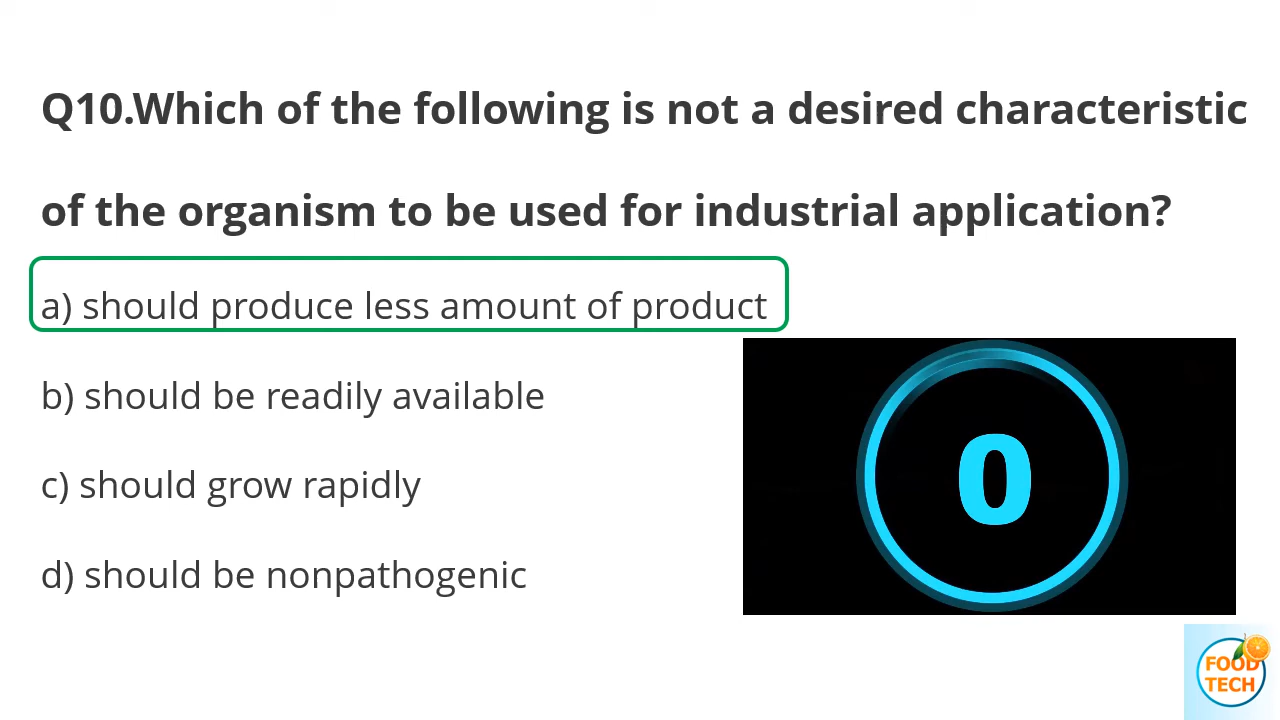 Q10.Which of the following is not a desired characteristic
of the organism to be used for industrial application?
a) should produce less amount of product
b) should be readily available
c) should grow rapidly
d) should be nonpathogenic
0
FOOD
TECH